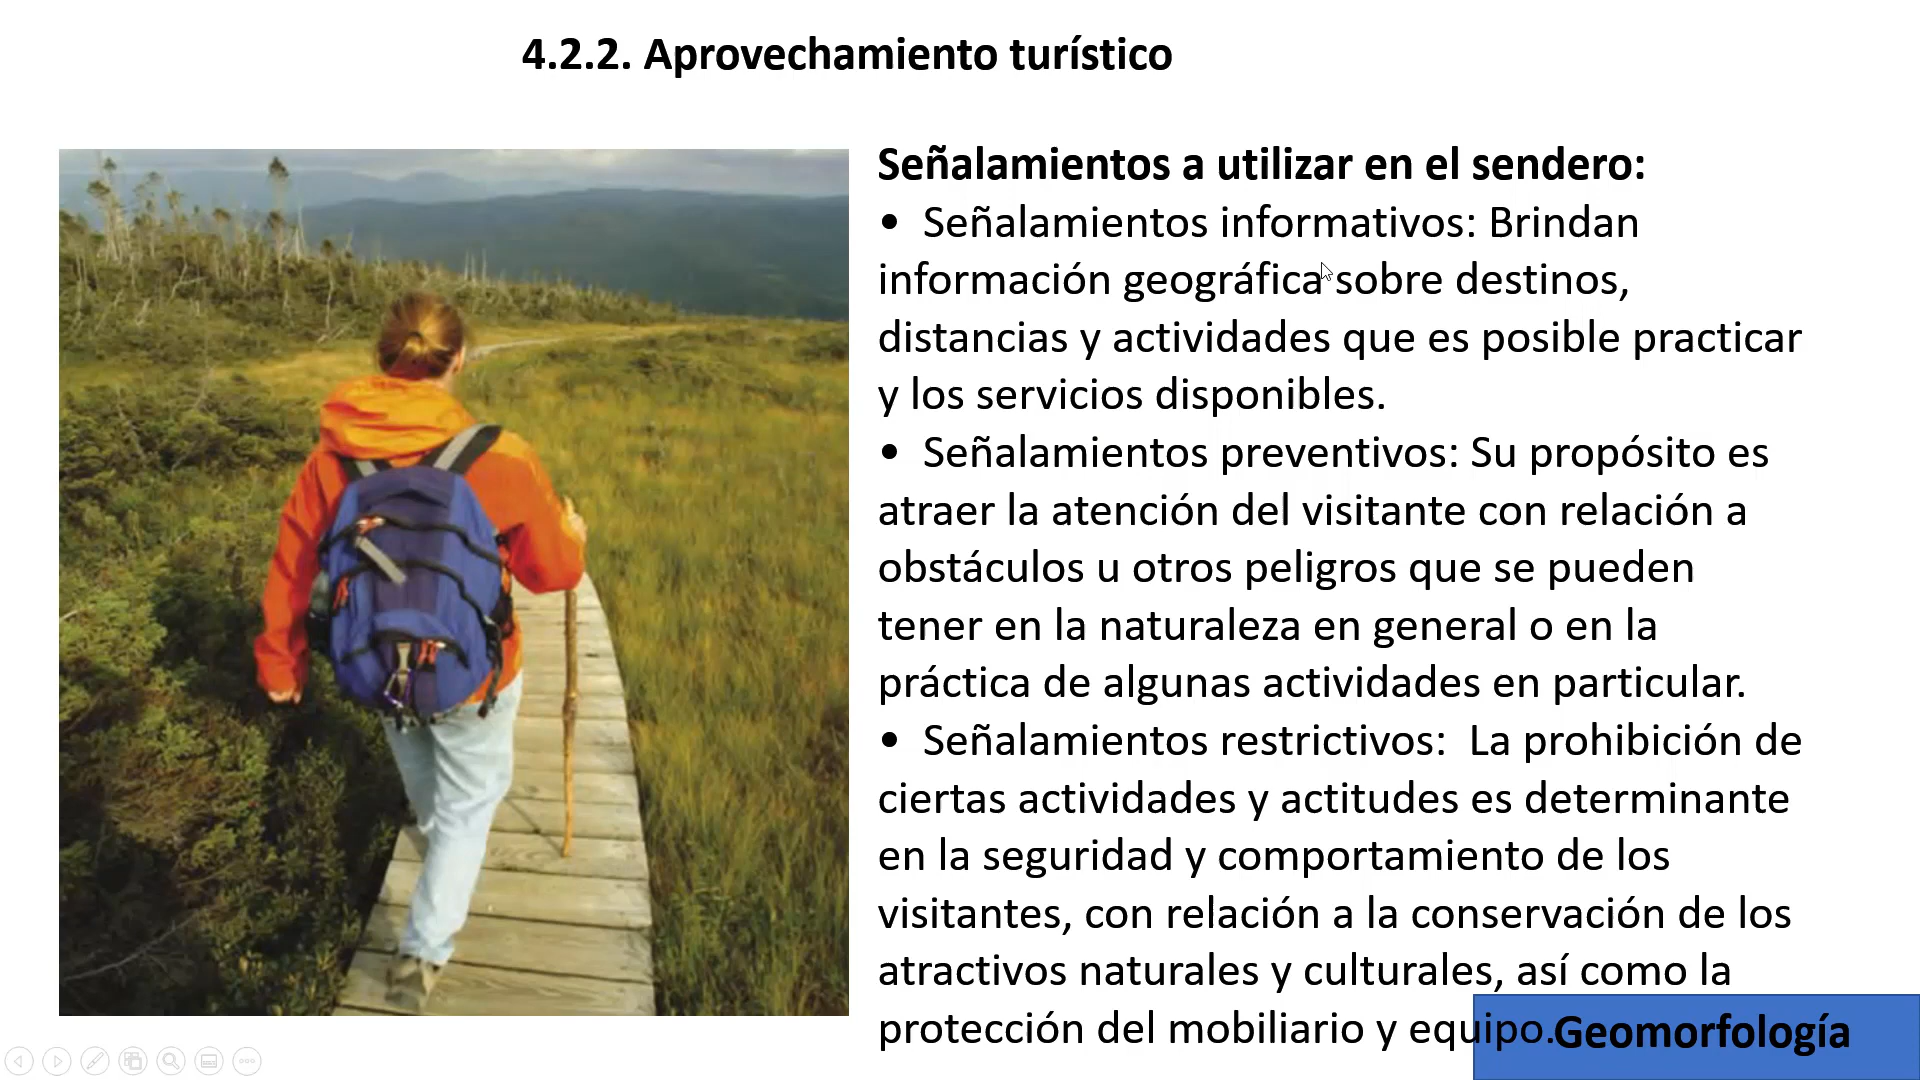 4.2.2. Aprovechamiento turístico
Señalamientos a utilizar en el sendero:
• Señalamientos informativos: Brindan
información geográfica sobre destinos,
distancias y actividades que es posible practicar
y los servicios disponibles.
• Señalamientos preventivos: Su propósito es
atraer la atención del visitante con relación a
obstáculos u otros peligros que se pueden
tener en la naturaleza en general o en la
práctica de algunas actividades en particular.
• Señalamientos restrictivos:  La prohibición de
ciertas actividades y actitudes es determinante
en la seguridad y comportamiento de los
visitantes, con relación a la conservación de los
atractivos naturales y culturales, así como la
protección del mobiliario y equipo.
Geomorfología